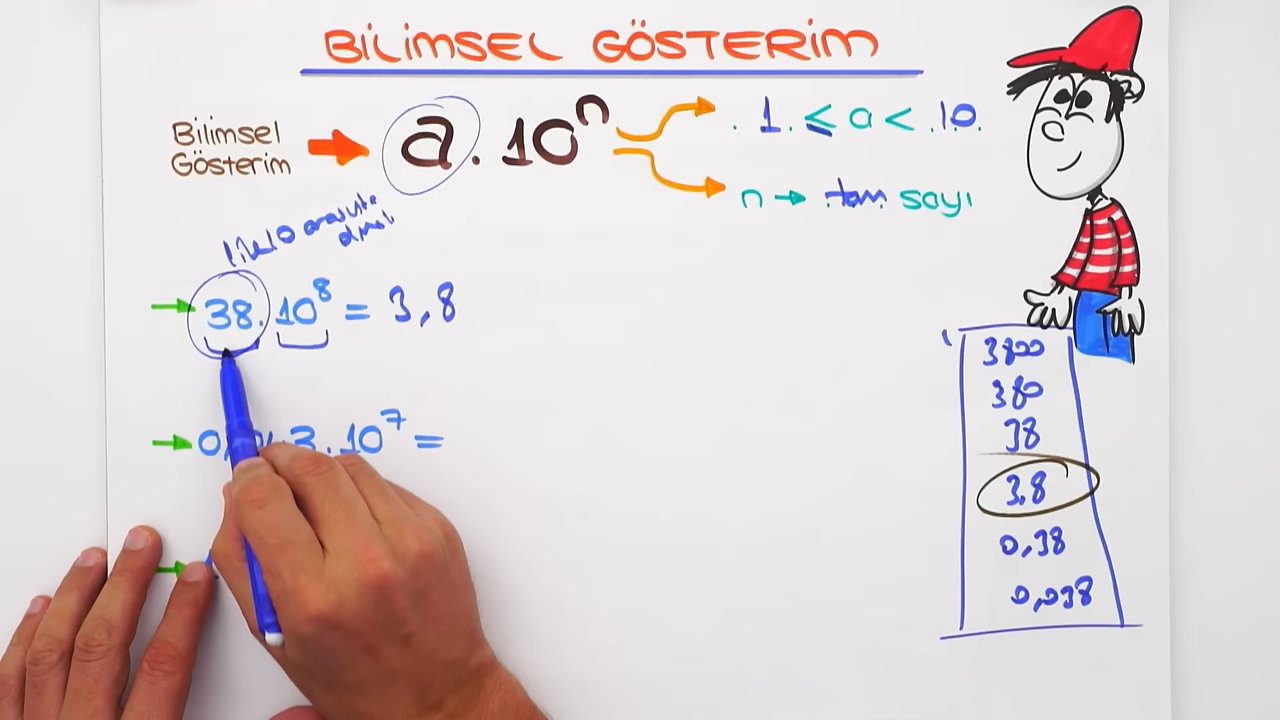 BİLİMSEL GÖSTERİM
Bilimsel
Gösterim
a.10ⁿ
. 1. ≤ a < .10.
n → .tam. sayı
38.10⁸ = 3,8
3.10⁷ =
3800
380
38
3,8
0,38
0,038